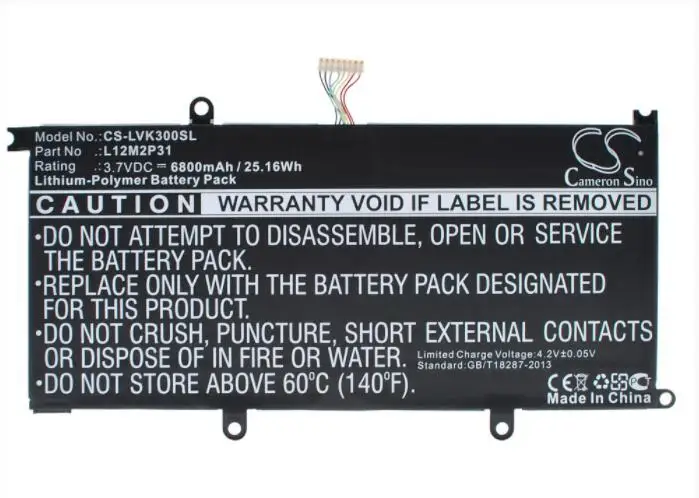 Model No.:CS-LVK300SL
Part No :L12M2P31
Rating : 3.7VDC ⎓ 6800mAh / 25.16Wh
Lithium-Polymer Battery Pack
CS
Cameron Sino
CAUTION WARRANTY VOID IF LABEL IS REMOVED
•DO NOT ATTEMPT TO DISASSEMBLE, OPEN OR SERVICE
THE BATTERY PACK.
•REPLACE ONLY WITH THE BATTERY PACK DESIGNATED
FOR THIS PRODUCT.
•DO NOT CRUSH, PUNCTURE, SHORT EXTERNAL CONTACTS
OR DISPOSE OF IN FIRE OR WATER.
•DO NOT STORE ABOVE 60°C (140°F).
Limited Charge Voltage:4.2V±0.05V
Standard:GB/T18287-2013
CE
Made In China